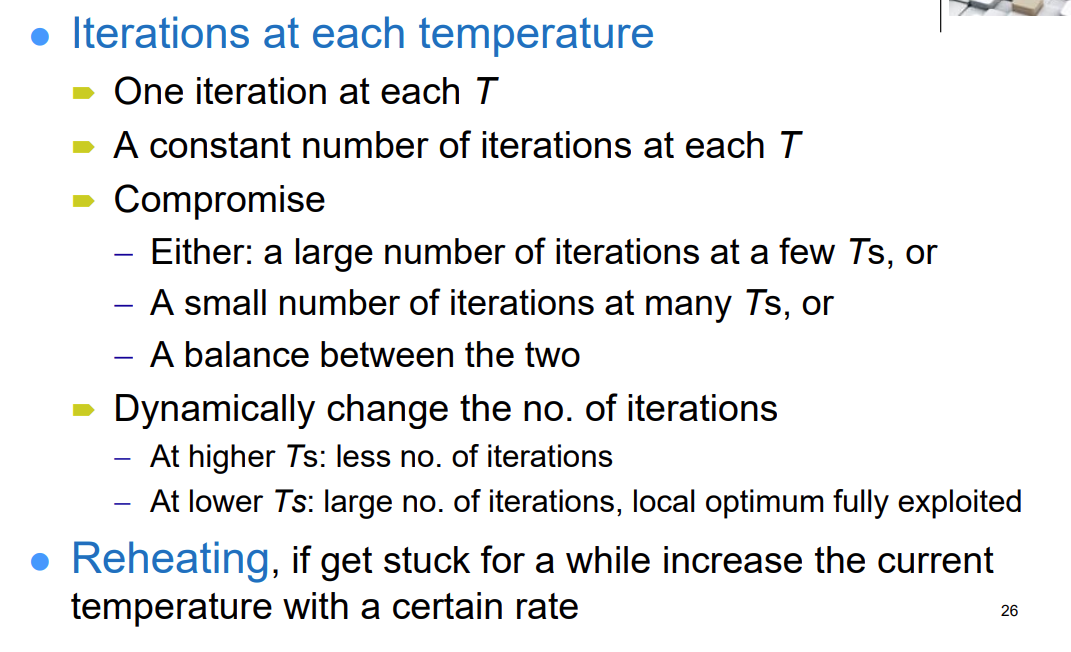 Iterations at each temperature
One iteration at each T
A constant number of iterations at each T
Compromise
– Either: a large number of iterations at a few Ts, or
– A small number of iterations at many Ts, or
– A balance between the two
Dynamically change the no. of iterations
– At higher Ts: less no. of iterations
– At lower Ts: large no. of iterations, local optimum fully exploited
Reheating, if get stuck for a while increase the current
temperature with a certain rate
26